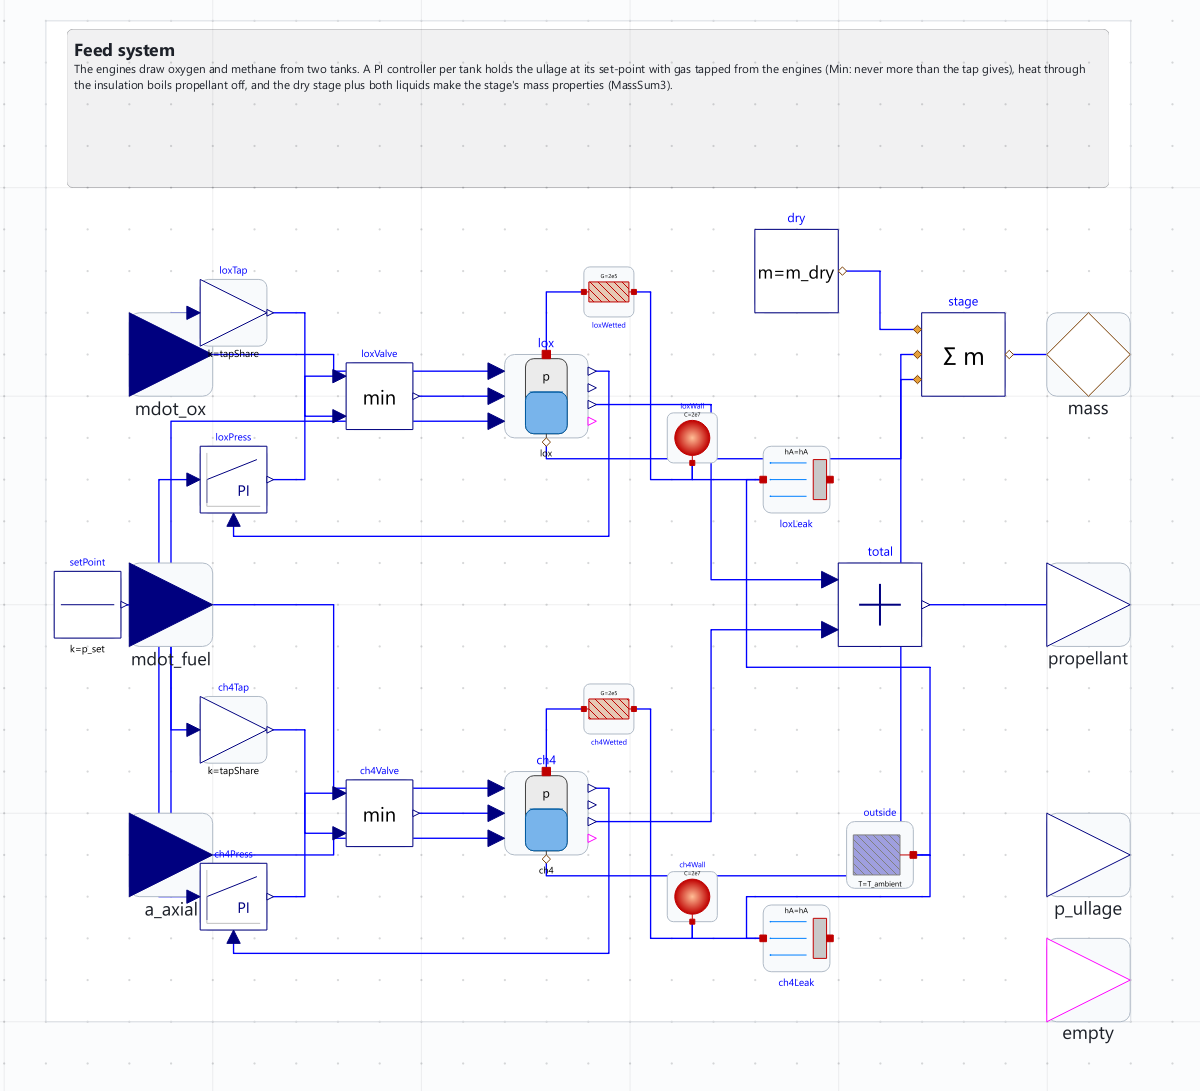 Feed system
The engines draw oxygen and methane from two tanks. A PI controller per tank holds the ullage at its set-point with gas tapped from the engines (Min: never more than the tap gives), heat through
the insulation boils propellant off, and the dry stage plus both liquids make the stage's mass properties (MassSum3).
dry
m=m_dry
loxTap
k=tapShare
mdot_ox
loxValve
min
G=2e5
loxWetted
lox
p
lox
stage
Σ m
mass
loxWall
C=2e7
loxPress
PI
hA=hA
loxLeak
setPoint
k=p_set
mdot_fuel
total
propellant
ch4Tap
k=tapShare
G=2e5
ch4Wetted
ch4Valve
min
ch4
p
ch4
outside
T=T_ambient
a_axial
ch4Press
PI
ch4Wall
C=2e7
hA=hA
ch4Leak
p_ullage
empty